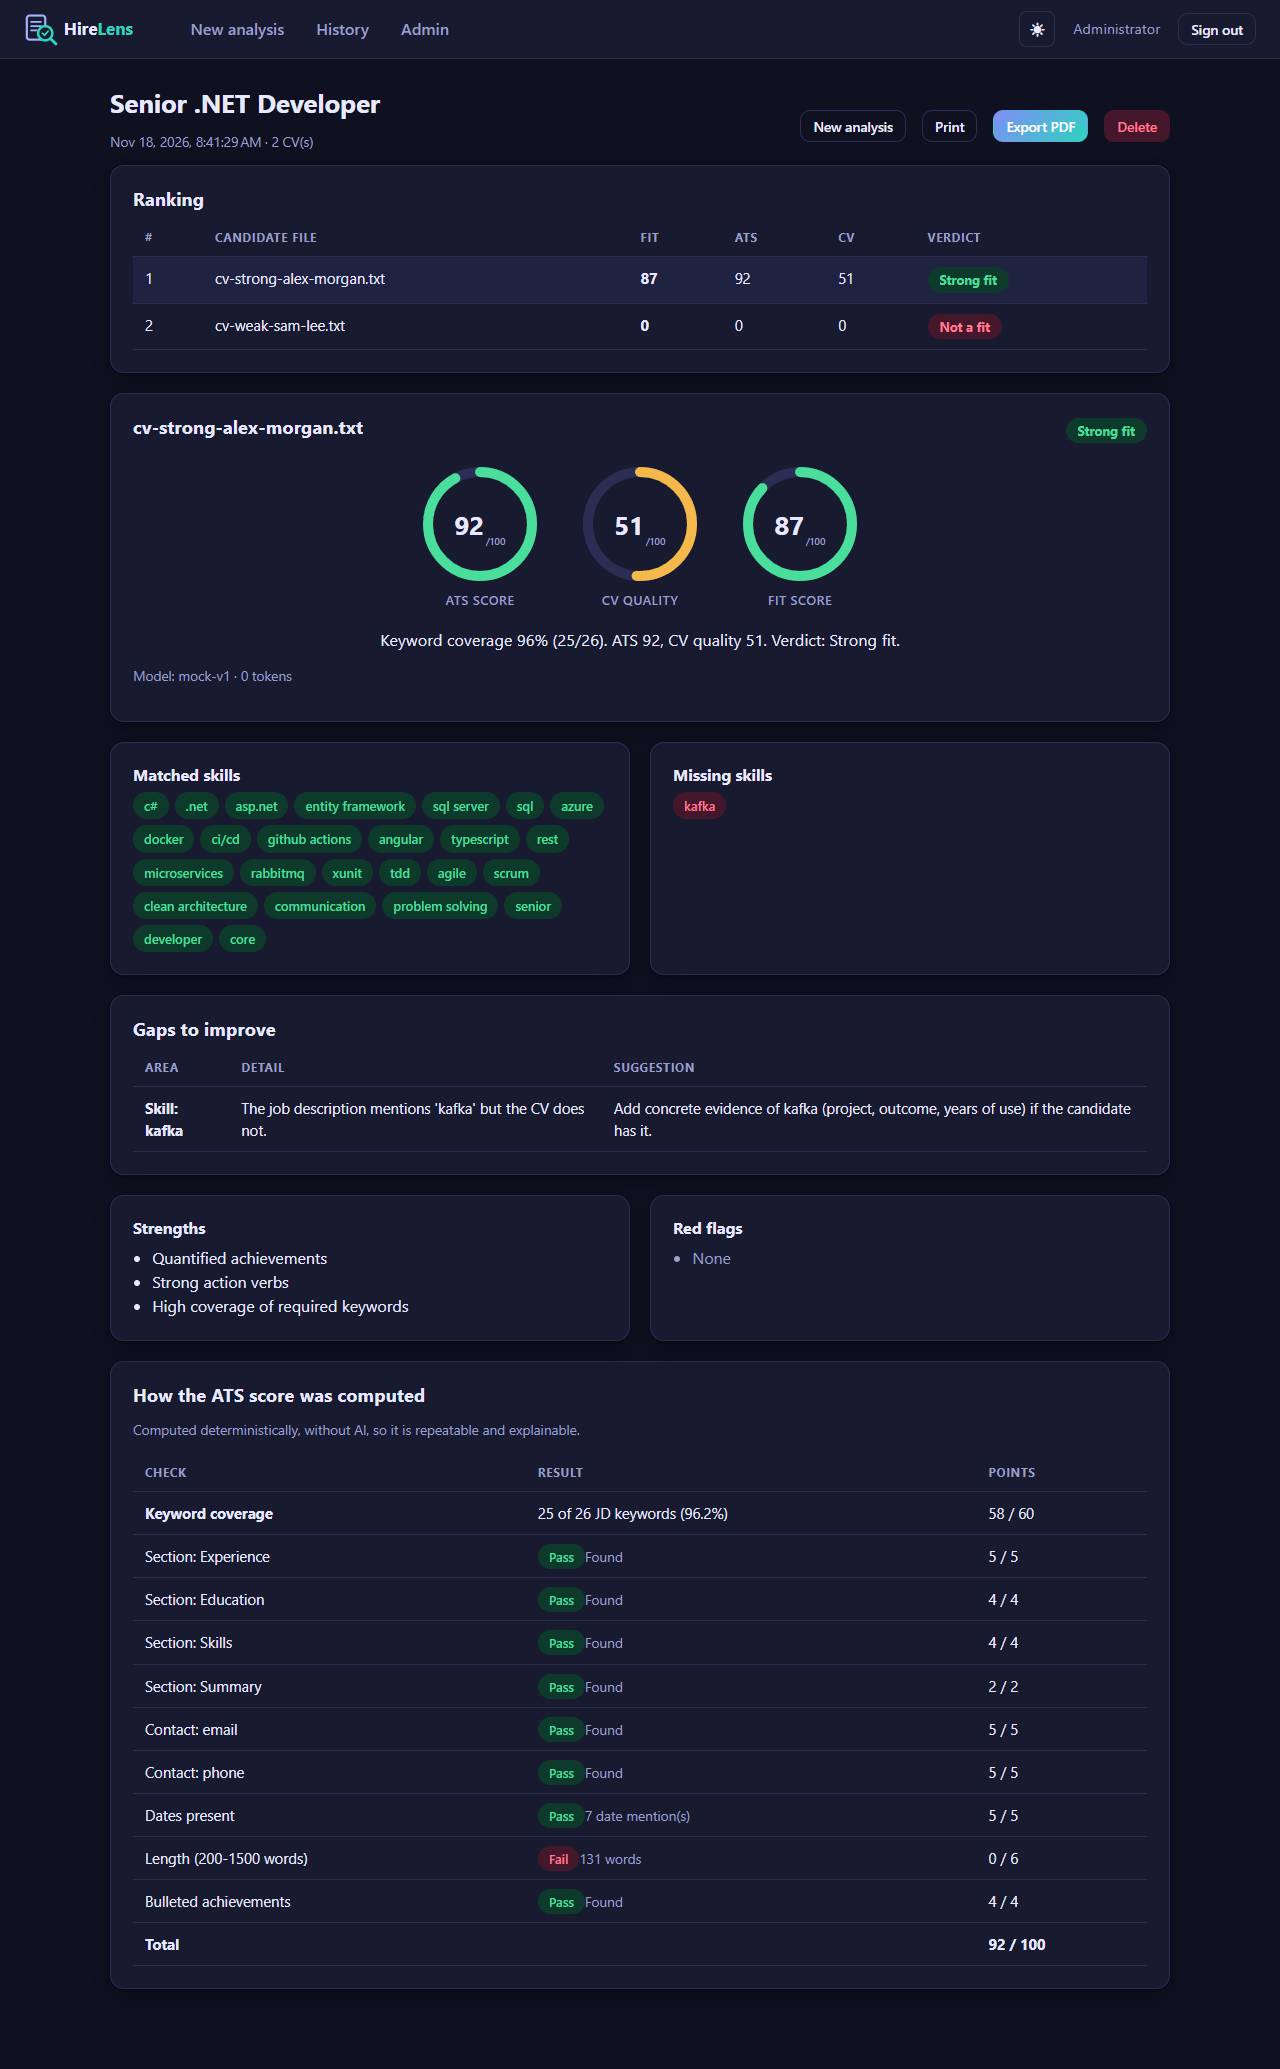 HireLens New analysis History Admin Administrator Sign out
Senior .NET Developer
Nov 18, 2026, 8:41:29 AM · 2 CV(s)
New analysis Print Export PDF Delete
Ranking
# CANDIDATE FILE FIT ATS CV VERDICT
1 cv-strong-alex-morgan.txt 87 92 51 Strong fit
2 cv-weak-sam-lee.txt 0 0 0 Not a fit
cv-strong-alex-morgan.txt Strong fit
92 /100 51 /100 87 /100
ATS SCORE CV QUALITY FIT SCORE
Keyword coverage 96% (25/26). ATS 92, CV quality 51. Verdict: Strong fit.
Model: mock-v1 · 0 tokens
Matched skills
c# .net asp.net entity framework sql server sql azure
docker ci/cd github actions angular typescript rest
microservices rabbitmq xunit tdd agile scrum
clean architecture communication problem solving senior
developer core
Missing skills
kafka
Gaps to improve
AREA DETAIL SUGGESTION
Skill: The job description mentions 'kafka' but the CV does Add concrete evidence of kafka (project, outcome, years of use) if the candidate
kafka not. has it.
Strengths
• Quantified achievements
• Strong action verbs
• High coverage of required keywords
Red flags
• None
How the ATS score was computed
Computed deterministically, without AI, so it is repeatable and explainable.
CHECK RESULT POINTS
Keyword coverage 25 of 26 JD keywords (96.2%) 58 / 60
Section: Experience Pass Found 5 / 5
Section: Education Pass Found 4 / 4
Section: Skills Pass Found 4 / 4
Section: Summary Pass Found 2 / 2
Contact: email Pass Found 5 / 5
Contact: phone Pass Found 5 / 5
Dates present Pass 7 date mention(s) 5 / 5
Length (200-1500 words) Fail 131 words 0 / 6
Bulleted achievements Pass Found 4 / 4
Total 92 / 100